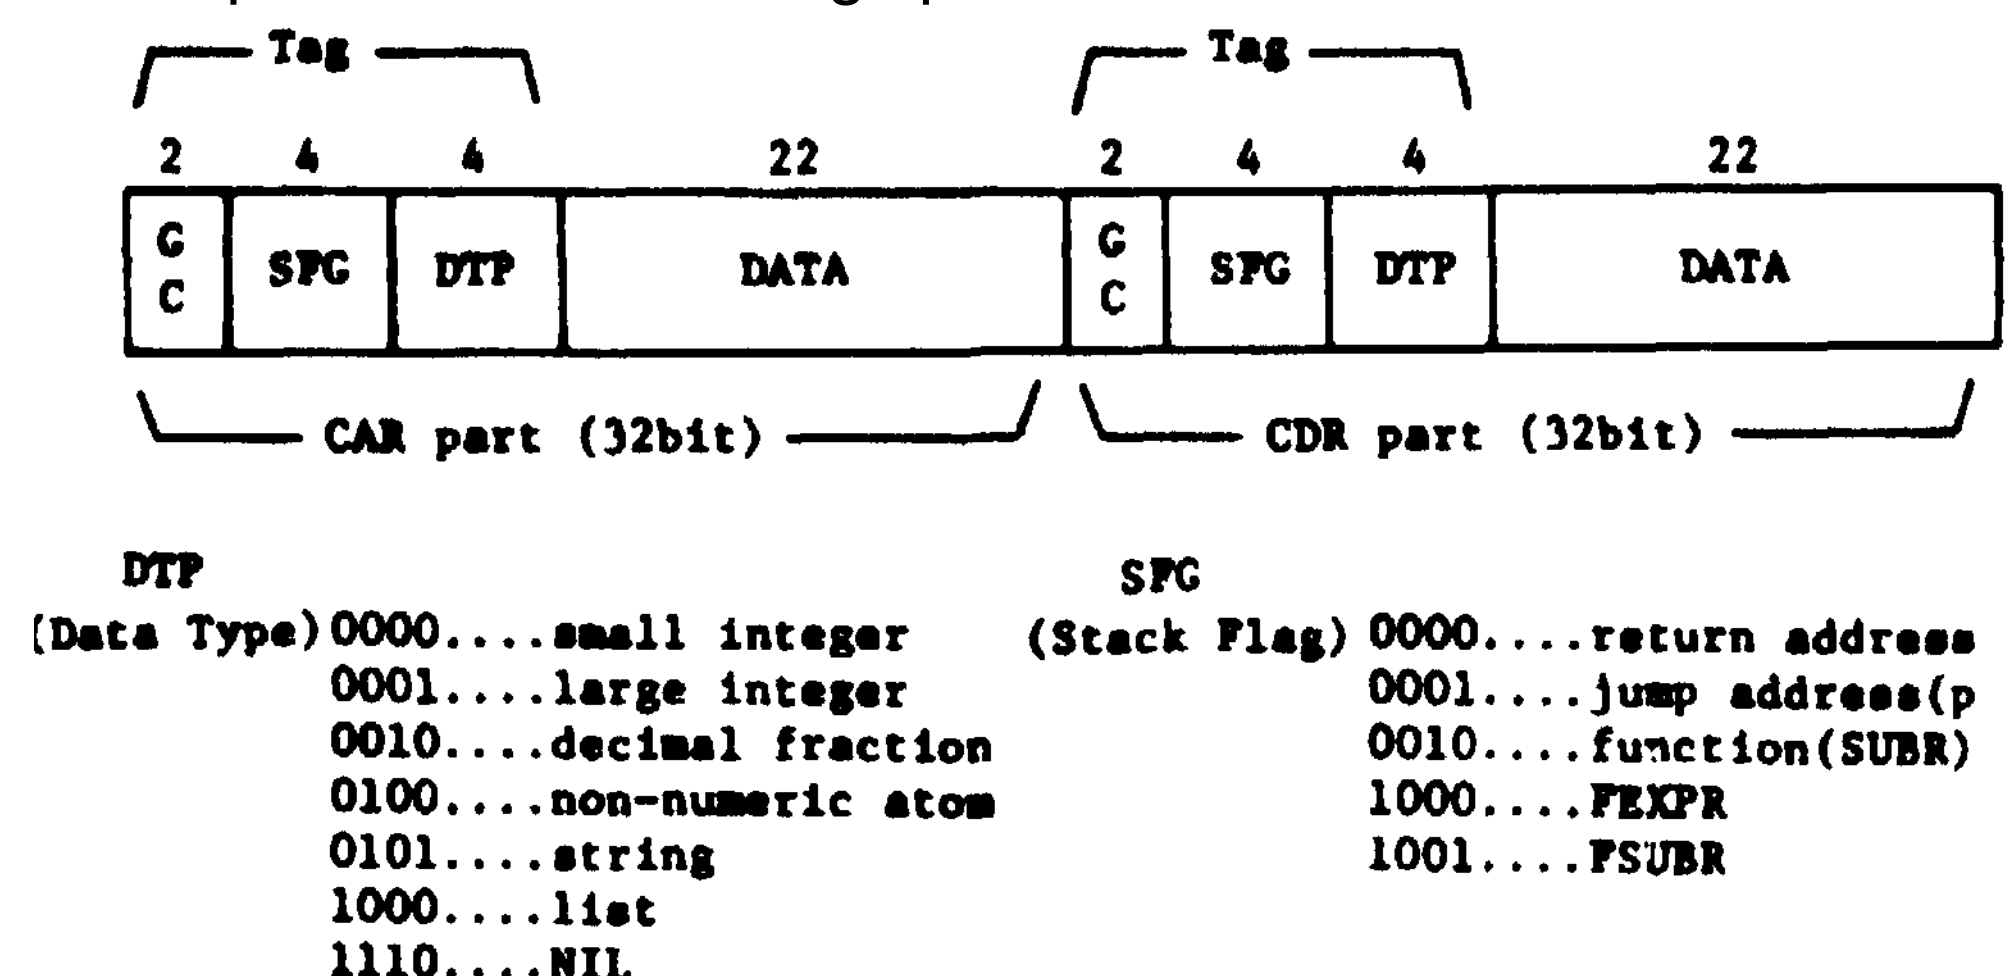 Tag Tag
2 4 4 22 2 4 4 22
G C SFG DTP DATA G C SFG DTP DATA
CAR part (32bit) CDR part (32bit)
DTP
(Data Type) 0000....small integer
0001....large integer
0010....decimal fraction
0100....non-numeric atom
0101....string
1000....list
1110....NIL
SFG
(Stack Flag) 0000....return address
0001....jump address(p
0010....function(SUBR)
1000....FEXPR
1001....FSUBR